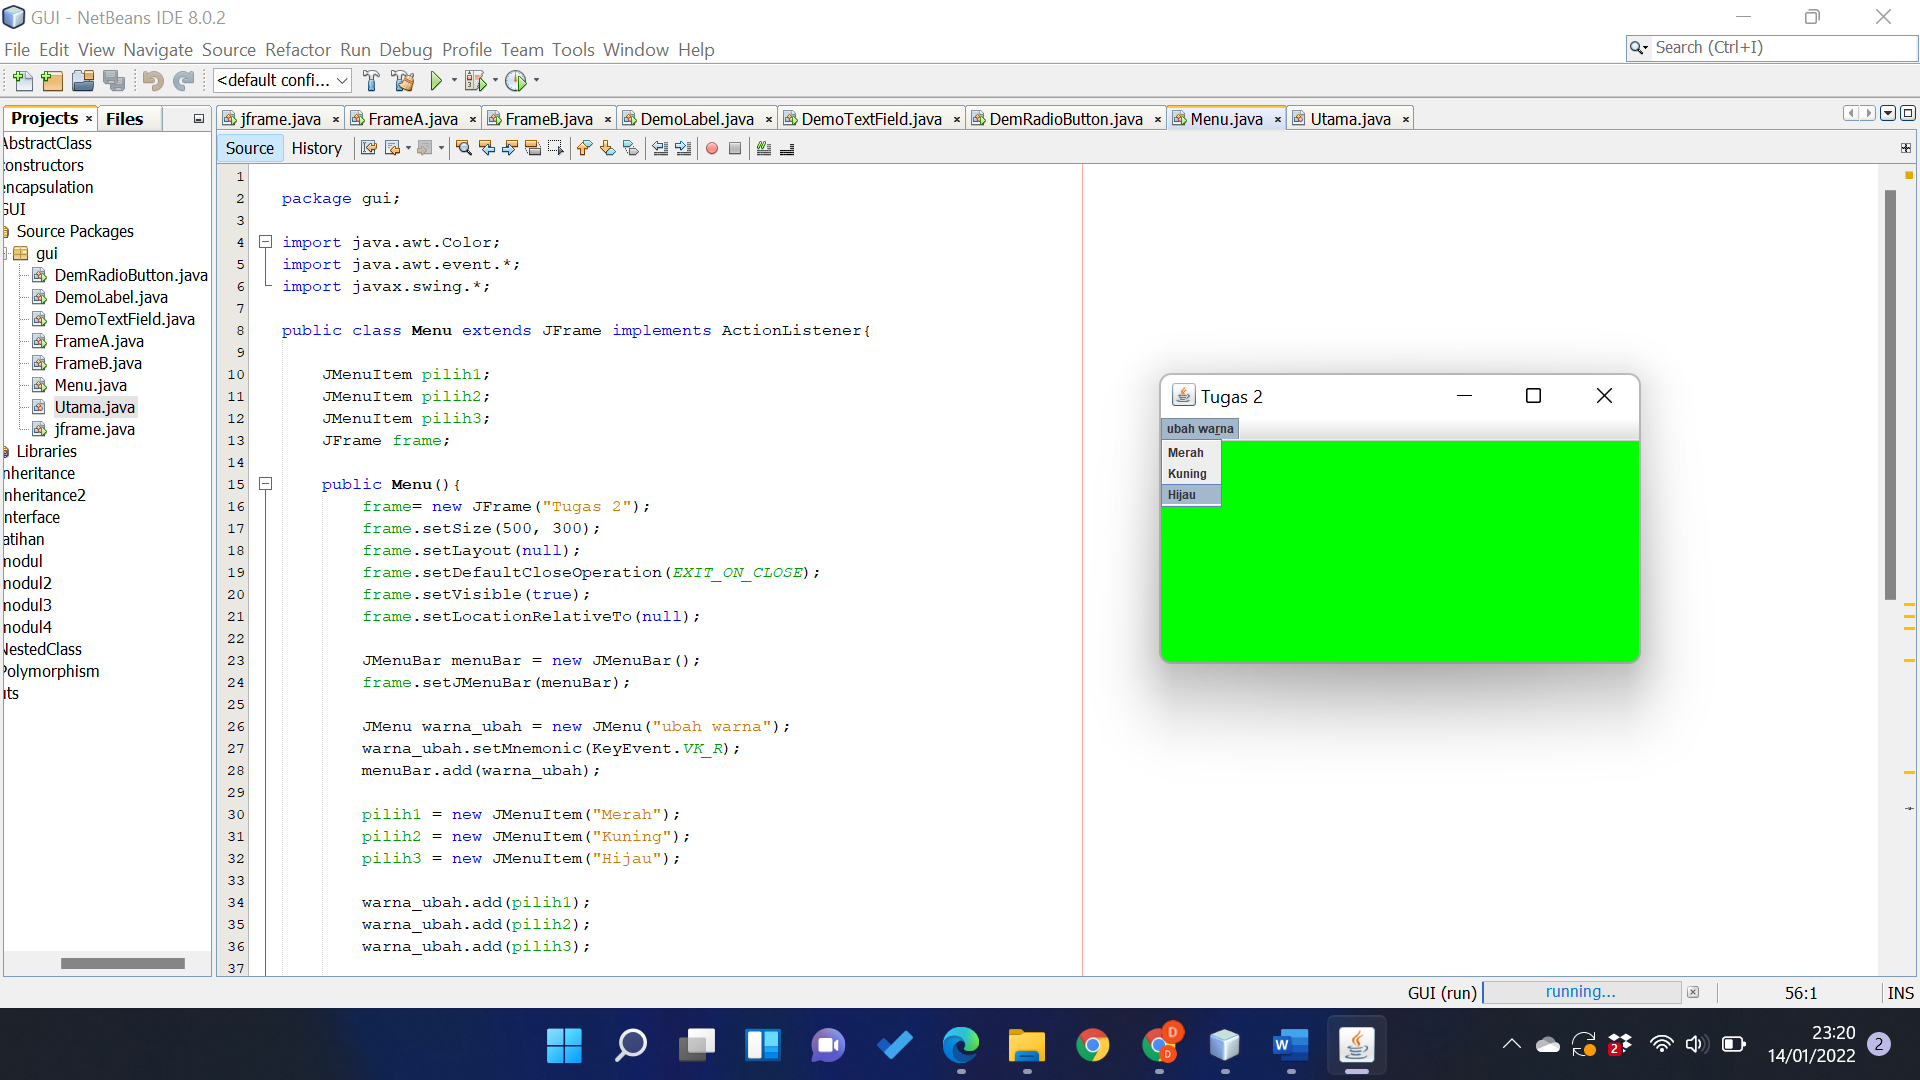 GUI - NetBeans IDE 8.0.2
File Edit View Navigate Source Refactor Run Debug Profile Team Tools Window Help
Search (Ctrl+I)
<default confi...
Projects
Files
jframe.java
FrameA.java
FrameB.java
DemoLabel.java
DemoTextField.java
DemRadioButton.java
Menu.java
Utama.java
Source
History
AbstractClass
constructors
encapsulation
GUI
Source Packages
gui
DemRadioButton.java
DemoLabel.java
DemoTextField.java
FrameA.java
FrameB.java
Menu.java
Utama.java
jframe.java
Libraries
nheritance
nheritance2
nterface
atihan
modul
modul2
modul3
modul4
NestedClass
Polymorphism
uts
1
2 package gui;
3
4 import java.awt.Color;
5 import java.awt.event.*;
6 import javax.swing.*;
7
8 public class Menu extends JFrame implements ActionListener{
9
10 JMenuItem pilih1;
11 JMenuItem pilih2;
12 JMenuItem pilih3;
13 JFrame frame;
14
15 public Menu(){
16 frame= new JFrame("Tugas 2");
17 frame.setSize(500, 300);
18 frame.setLayout(null);
19 frame.setDefaultCloseOperation(EXIT_ON_CLOSE);
20 frame.setVisible(true);
21 frame.setLocationRelativeTo(null);
22
23 JMenuBar menuBar = new JMenuBar();
24 frame.setJMenuBar(menuBar);
25
26 JMenu warna_ubah = new JMenu("ubah warna");
27 warna_ubah.setMnemonic(KeyEvent.VK_R);
28 menuBar.add(warna_ubah);
29
30 pilih1 = new JMenuItem("Merah");
31 pilih2 = new JMenuItem("Kuning");
32 pilih3 = new JMenuItem("Hijau");
33
34 warna_ubah.add(pilih1);
35 warna_ubah.add(pilih2);
36 warna_ubah.add(pilih3);
37
Tugas 2
ubah warna
Merah
Kuning
Hijau
GUI (run)
running...
56:1
INS
D
D
W
2
23:20
14/01/2022
2